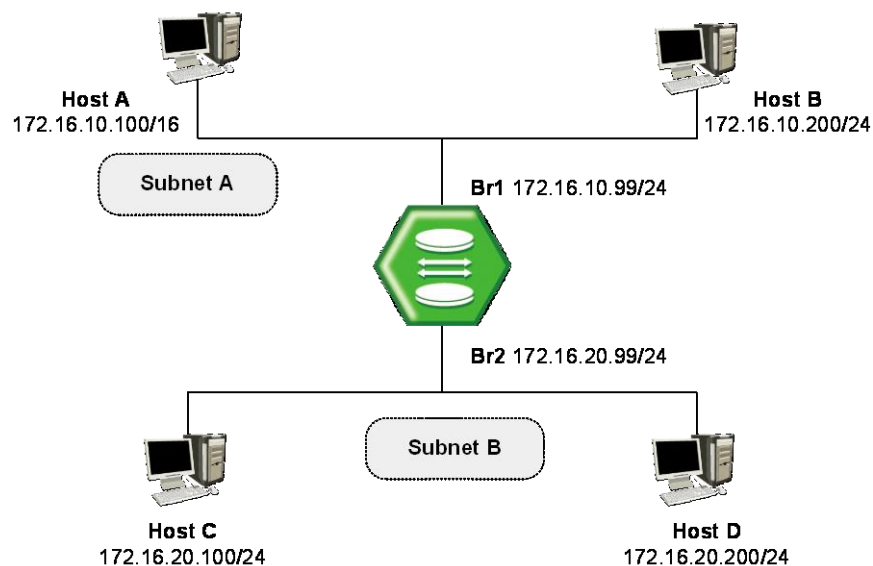 Host A
172.16.10.100/16
Host B
172.16.10.200/24
Subnet A
Br1 172.16.10.99/24
Br2 172.16.20.99/24
Subnet B
Host C
172.16.20.100/24
Host D
172.16.20.200/24